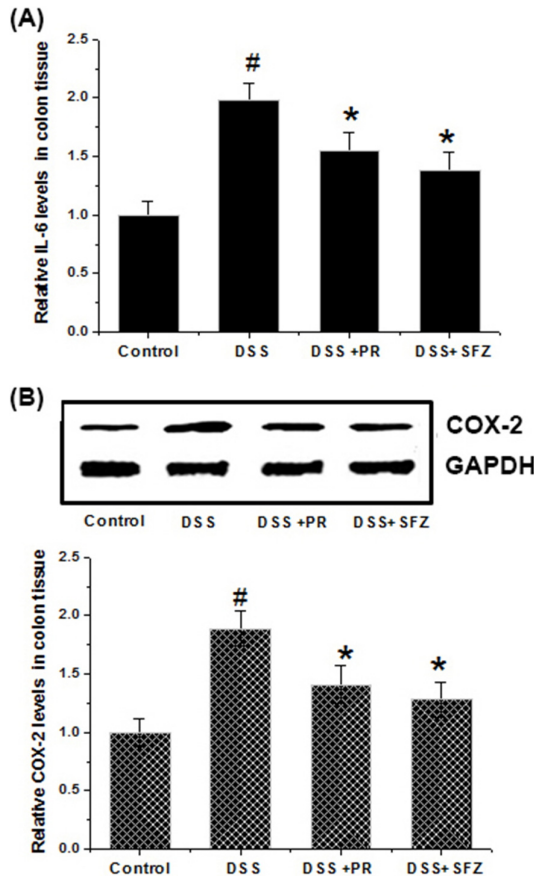 (A)
Relative IL-6 levels in colon tissue
2.5
2.0
1.5
1.0
0.5
0.0
#
*
*
Control DSS DSS +PR DSS+ SFZ
(B)
COX-2
GAPDH
Control DSS DSS +PR DSS+ SFZ
Relative COX-2 levels in colon tissue
2.5
2.0
1.5
1.0
0.5
0.0
#
*
*
Control DSS DSS +PR DSS+ SFZ